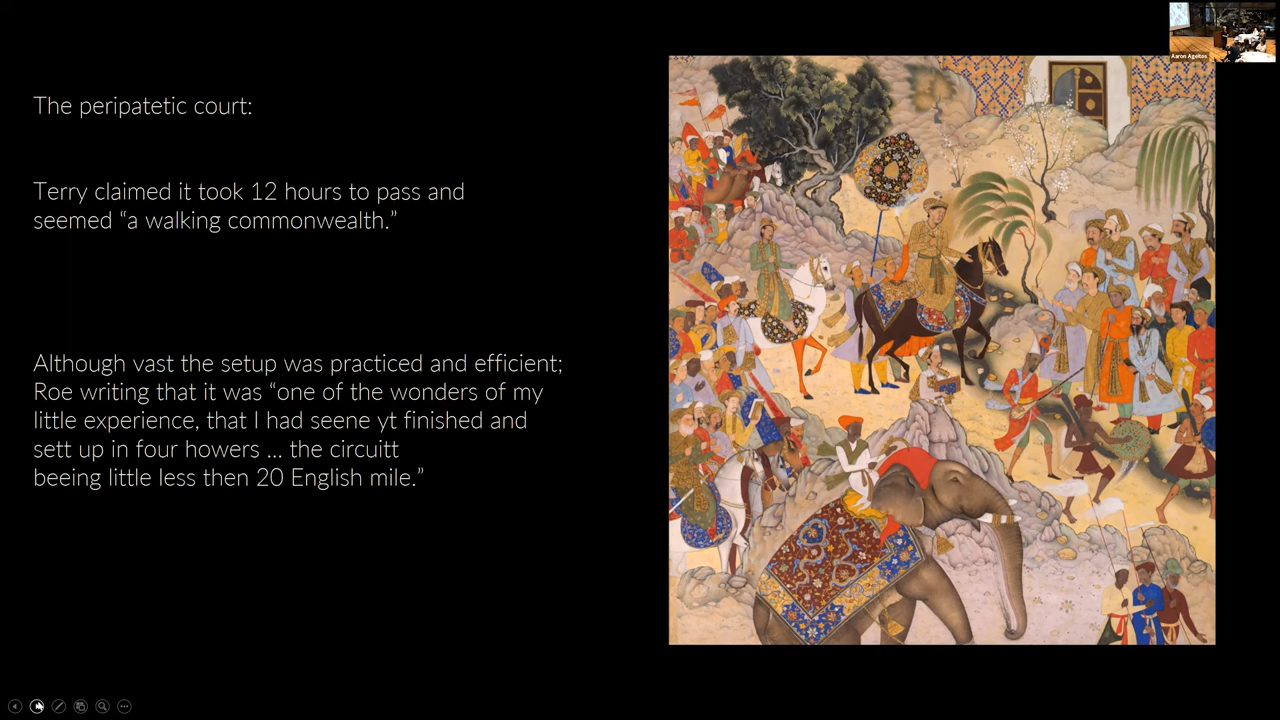 Aaron Ageitos
The peripatetic court:
Terry claimed it took 12 hours to pass and
seemed “a walking commonwealth.”
Although vast the setup was practiced and efficient;
Roe writing that it was “one of the wonders of my
little experience, that I had seene yt finished and
sett up in four howers ... the circuitt
beeing little less then 20 English mile.”